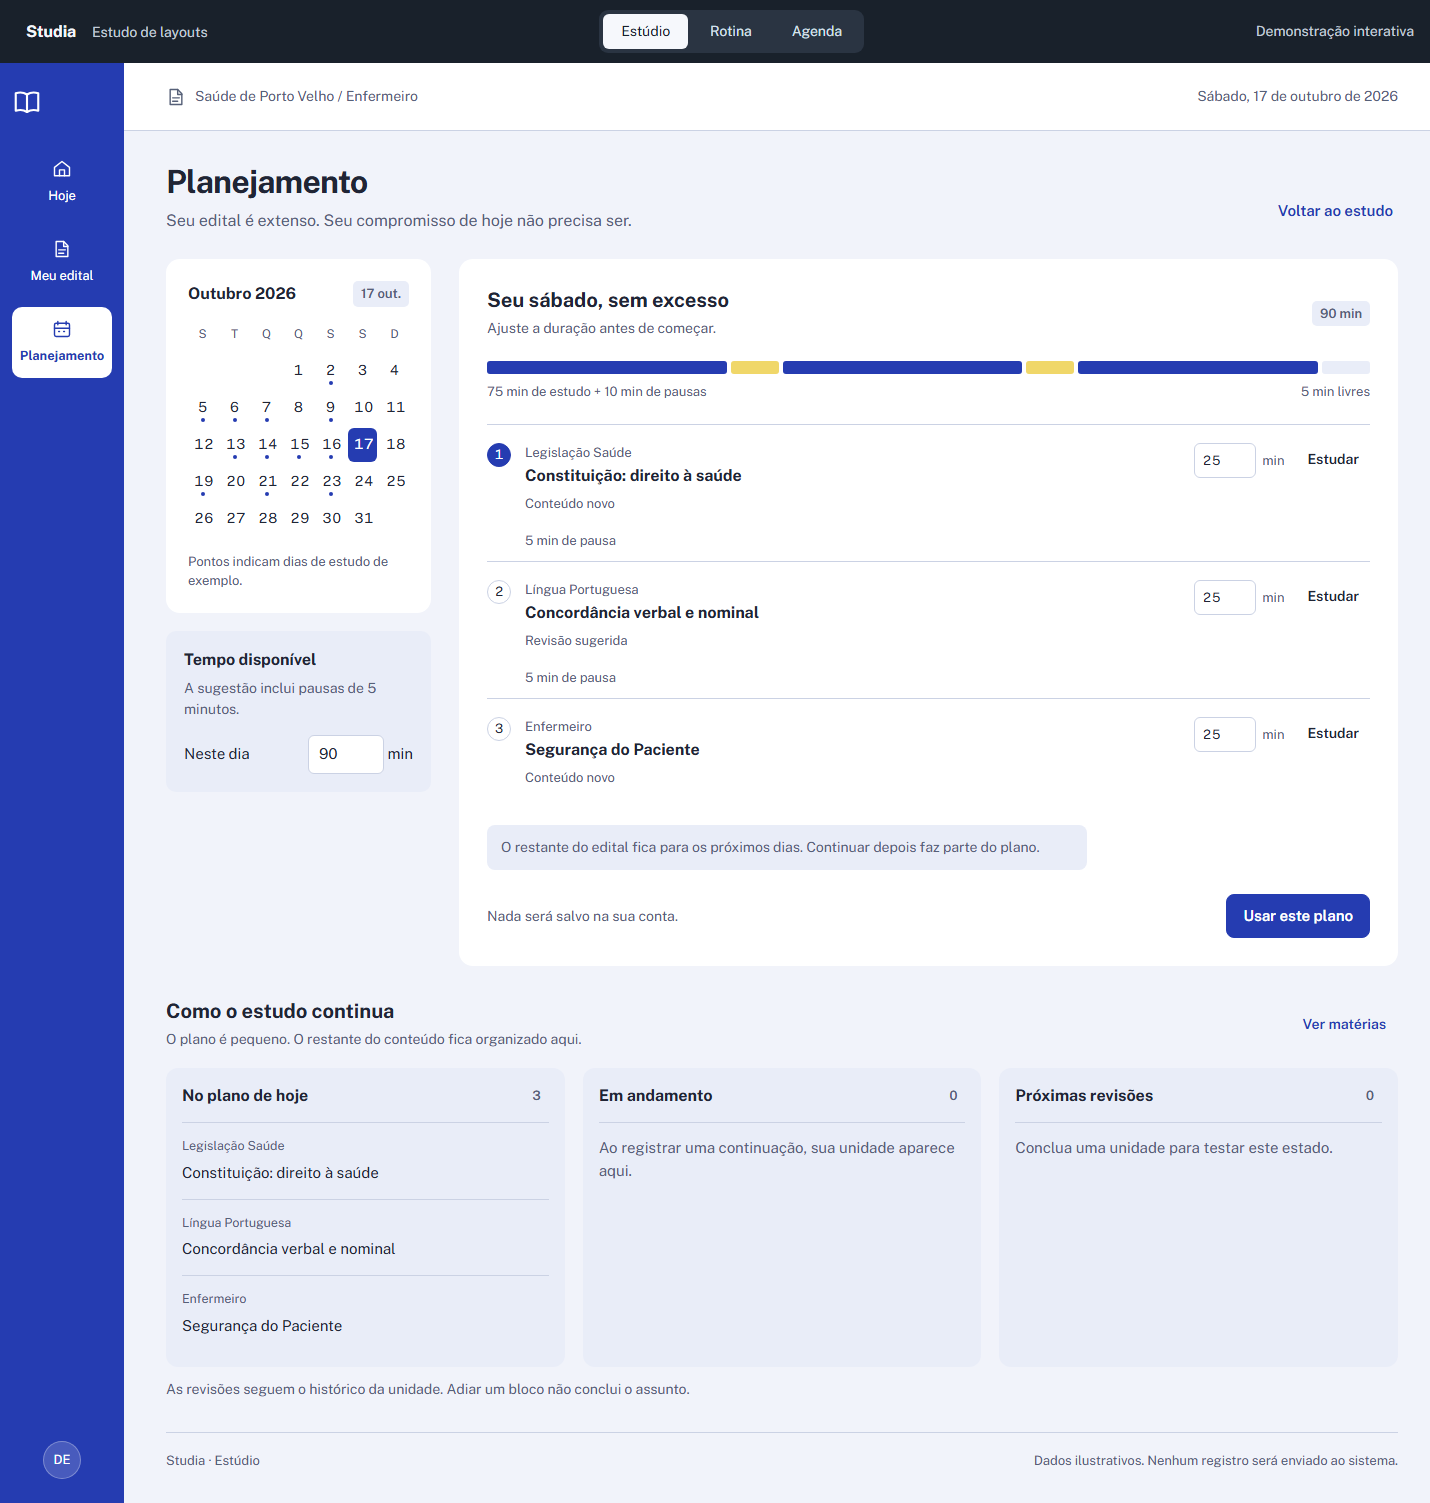 Studia
Estudo de layouts
Estúdio
Rotina
Agenda
Demonstração interativa
Saúde de Porto Velho / Enfermeiro
Sábado, 17 de outubro de 2026
Hoje
Meu edital
Planejamento
DE
Planejamento
Seu edital é extenso. Seu compromisso de hoje não precisa ser.
Voltar ao estudo
Outubro 2026
17 out.
S T Q Q S S D
1 2 3 4
5 6 7 8 9 10 11
12 13 14 15 16 17 18
19 20 21 22 23 24 25
26 27 28 29 30 31
Pontos indicam dias de estudo de
exemplo.
Tempo disponível
A sugestão inclui pausas de 5
minutos.
Neste dia 90 min
Seu sábado, sem excesso
Ajuste a duração antes de começar.
90 min
75 min de estudo + 10 min de pausas
5 min livres
1
Legislação Saúde
Constituição: direito à saúde
Conteúdo novo
5 min de pausa
25 min
Estudar
2
Língua Portuguesa
Concordância verbal e nominal
Revisão sugerida
5 min de pausa
25 min
Estudar
3
Enfermeiro
Segurança do Paciente
Conteúdo novo
25 min
Estudar
O restante do edital fica para os próximos dias. Continuar depois faz parte do plano.
Nada será salvo na sua conta.
Usar este plano
Como o estudo continua
O plano é pequeno. O restante do conteúdo fica organizado aqui.
Ver matérias
No plano de hoje 3
Legislação Saúde
Constituição: direito à saúde
Língua Portuguesa
Concordância verbal e nominal
Enfermeiro
Segurança do Paciente
Em andamento 0
Ao registrar uma continuação, sua unidade aparece
aqui.
Próximas revisões 0
Conclua uma unidade para testar este estado.
As revisões seguem o histórico da unidade. Adiar um bloco não conclui o assunto.
Studia · Estúdio
Dados ilustrativos. Nenhum registro será enviado ao sistema.